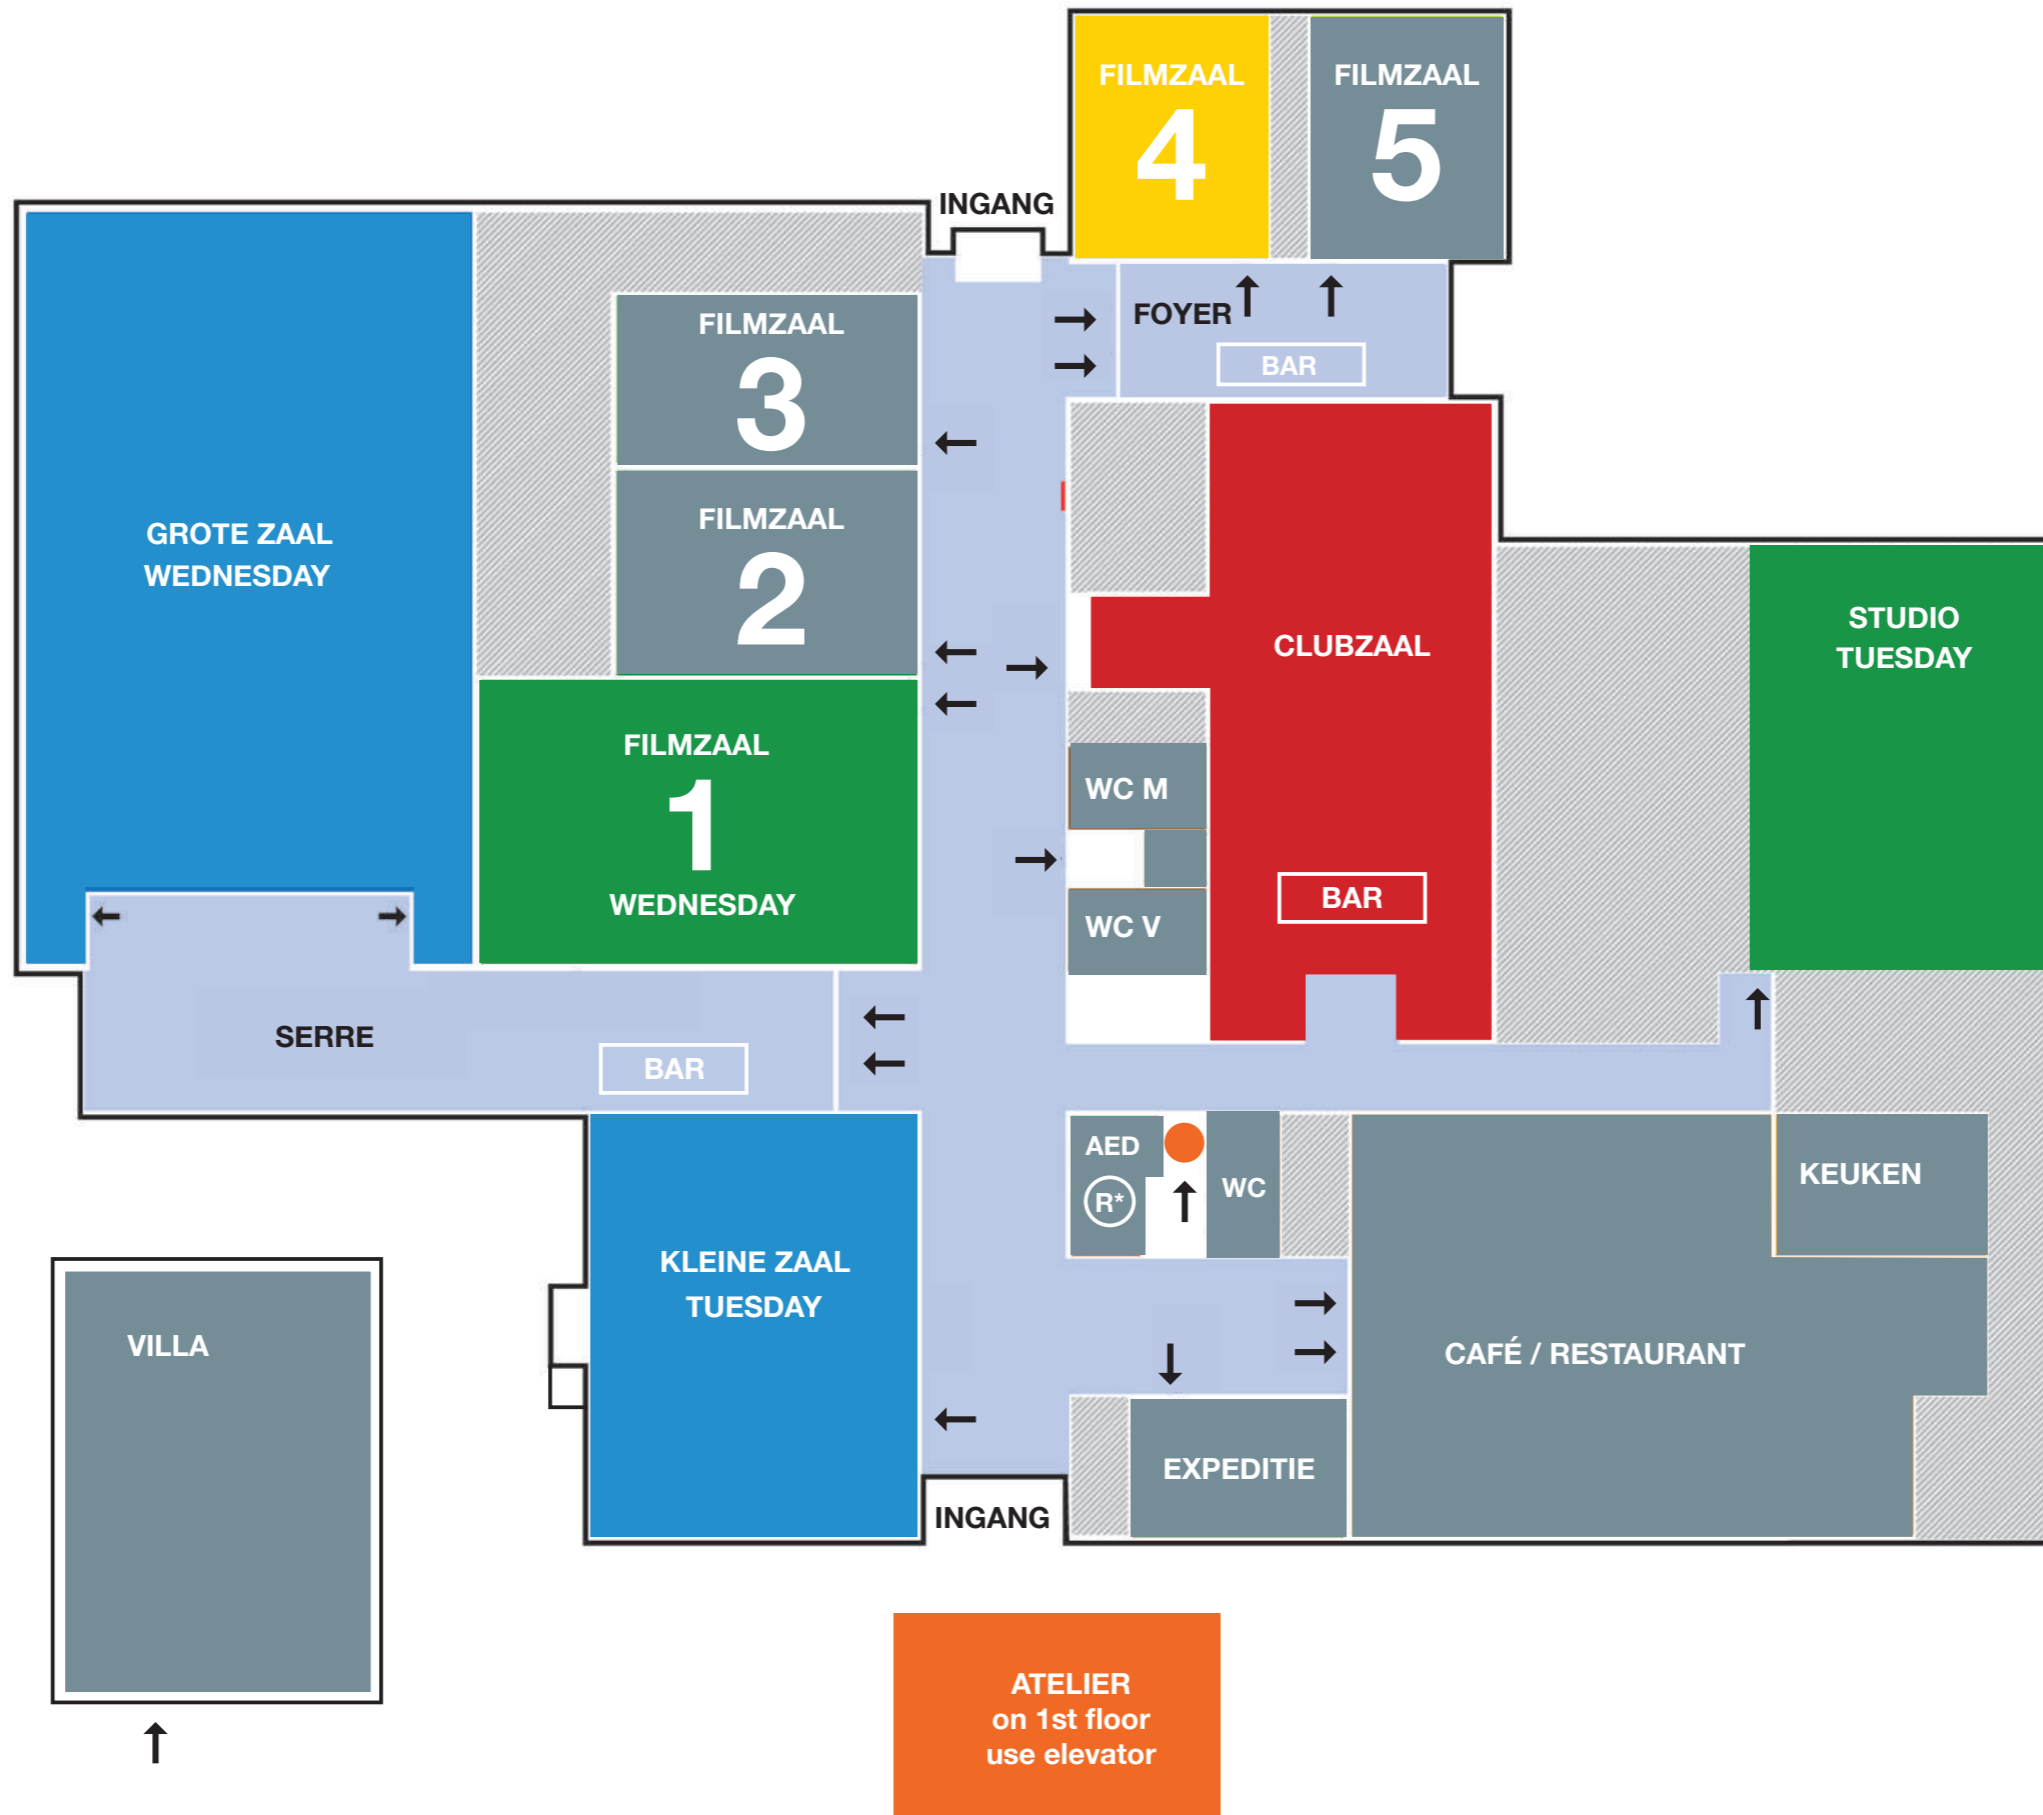 FILMZAAL
4
FILMZAAL
5
INGANG
FOYER
BAR
FILMZAAL
3
FILMZAAL
2
GROTE ZAAL
WEDNESDAY
CLUBZAAL
STUDIO
TUESDAY
FILMZAAL
1
WEDNESDAY
WC M
WC V
BAR
SERRE
BAR
AED
R*
WC
KEUKEN
KLEINE ZAAL
TUESDAY
VILLA
CAFÉ / RESTAURANT
EXPEDITIE
INGANG
ATELIER
on 1st floor
use elevator